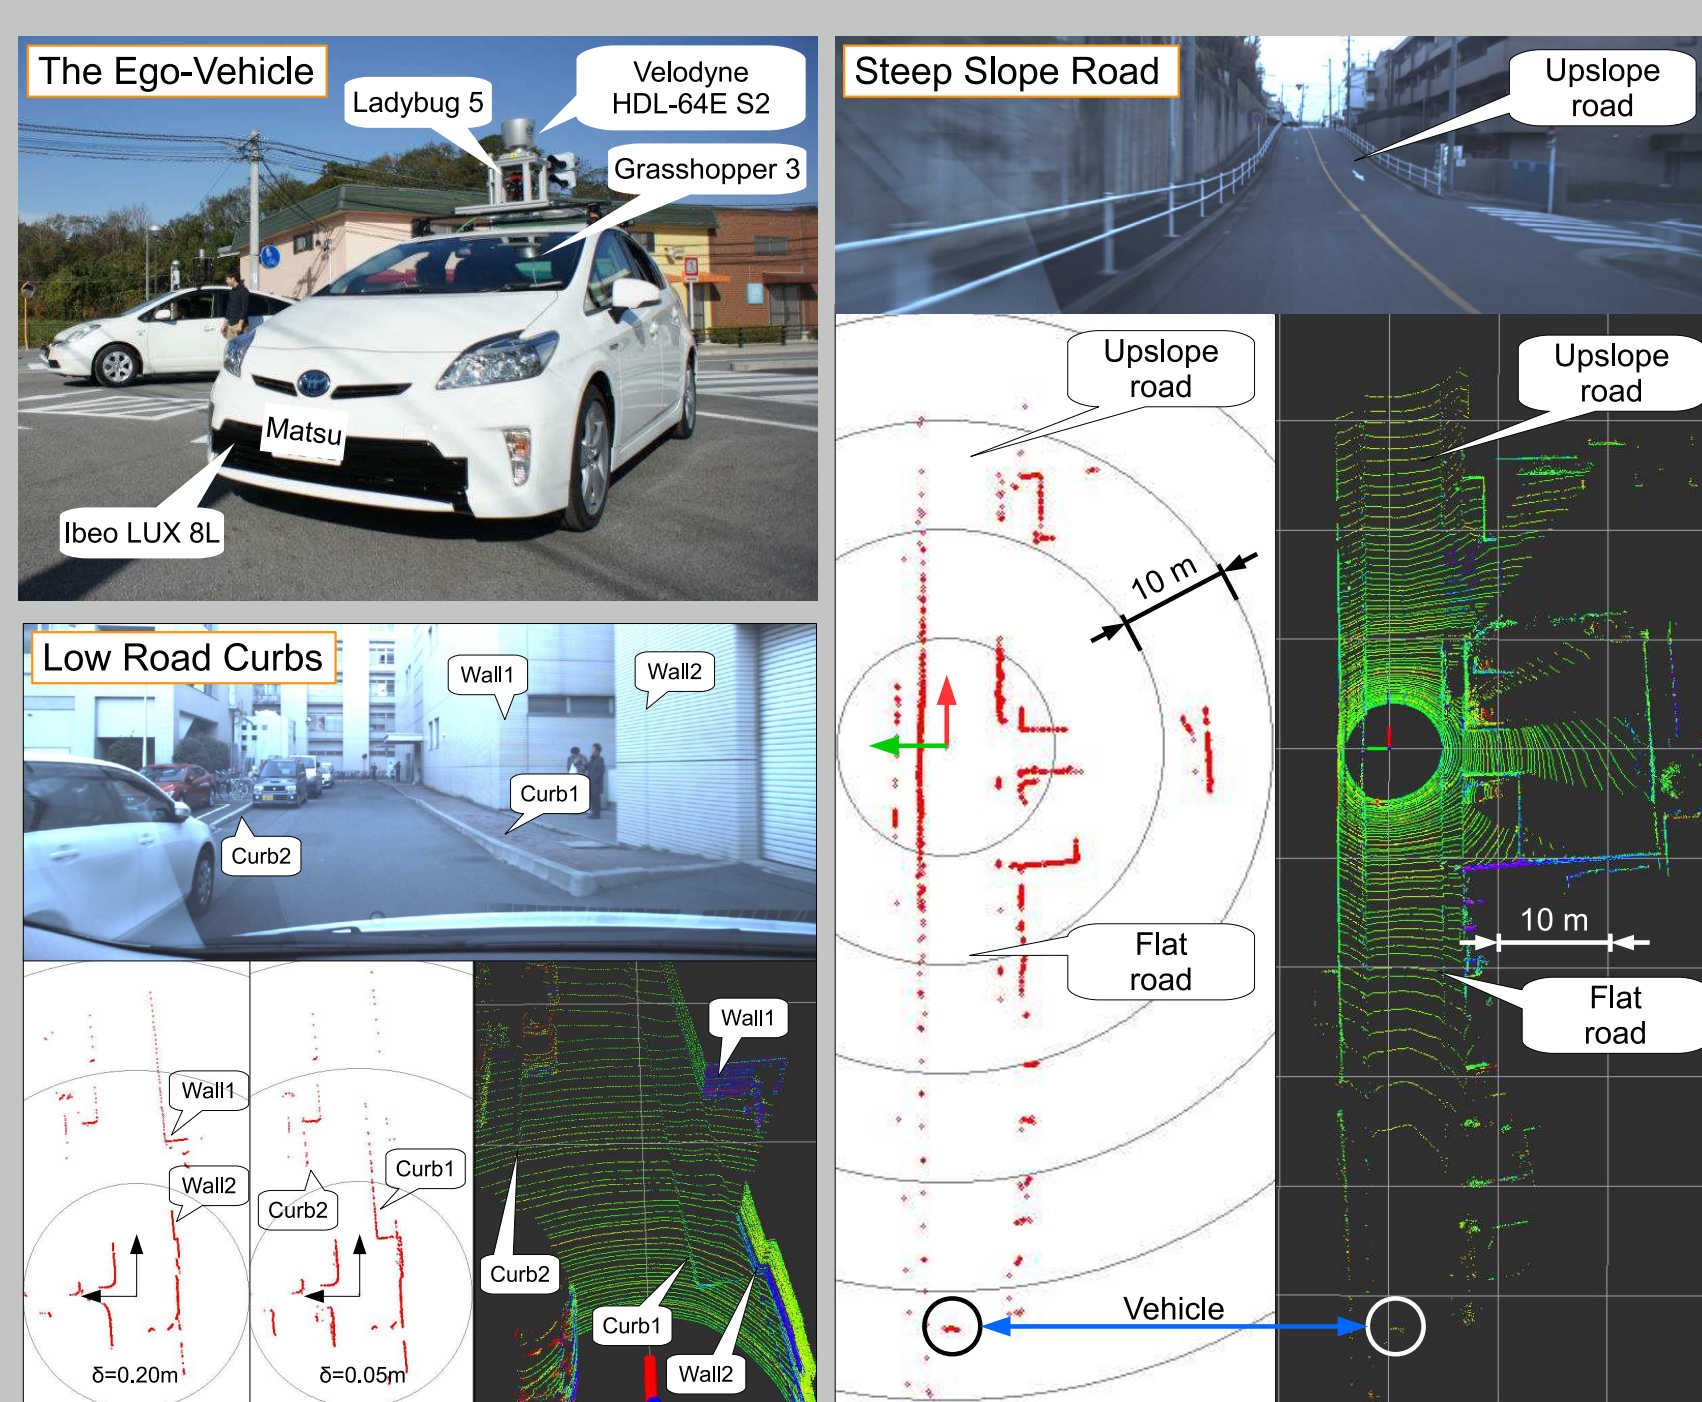 The Ego-Vehicle
Ladybug 5
Velodyne
HDL-64E S2
Grasshopper 3
Matsu
Ibeo LUX 8L
Low Road Curbs
Wall1
Wall2
Curb1
Curb2
Wall1
Wall2
δ=0.20m
Curb1
Curb2
δ=0.05m
Wall1
Curb2
Curb1
Wall2
Steep Slope Road
Upslope
road
Upslope
road
10 m
Flat
road
Vehicle
Upslope
road
10 m
Flat
road